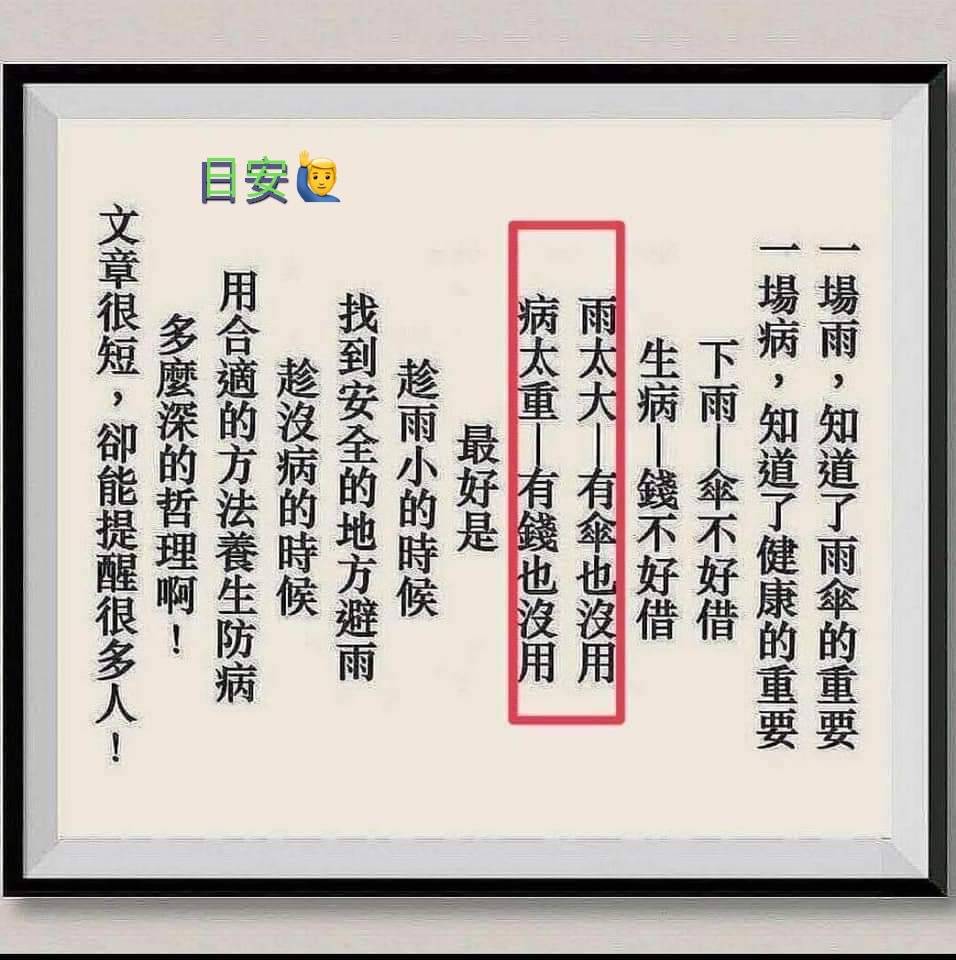 日安🙋‍♂️
一場雨，知道了雨傘的重要
一場病，知道了健康的重要
下雨—傘不好借
生病—錢不好借
雨太大—有傘也沒用
病太重—有錢也沒用
最好是
趁雨小的時候
找到安全的地方避雨
趁沒病的時候
用合適的方法養生防病
多麼深的哲理啊！
文章很短，卻能提醒很多人！